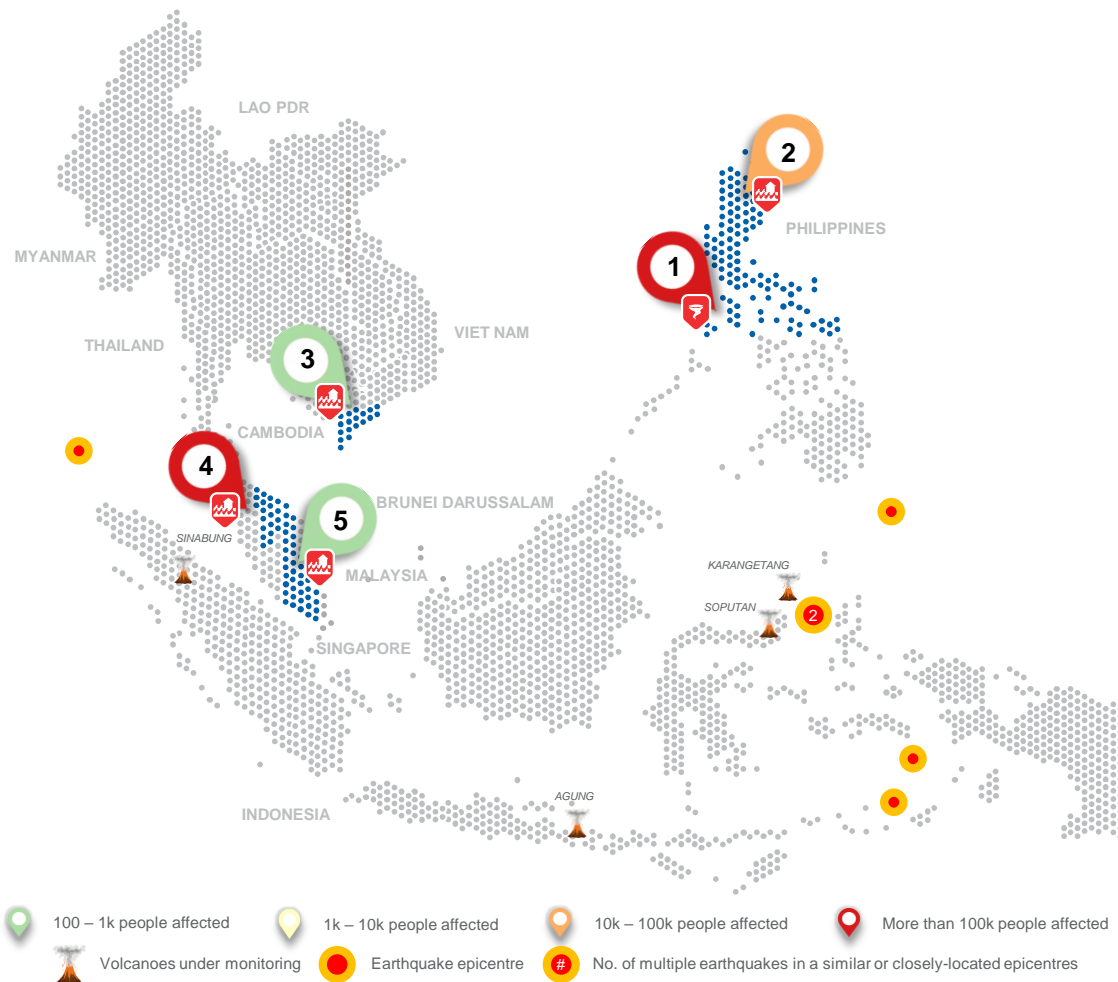 LAO PDR
2
PHILIPPINES
MYANMAR
1
VIET NAM
THAILAND
3
CAMBODIA
4
BRUNEI DARUSSALAM
5
SINABUNG
KARANGETANG
MALAYSIA
SOPUTAN
2
SINGAPORE
AGUNG
INDONESIA
100 – 1k people affected
1k – 10k people affected
10k – 100k people affected
More than 100k people affected
Volcanoes under monitoring
Earthquake epicentre
# No. of multiple earthquakes in a similar or closely-located epicentres